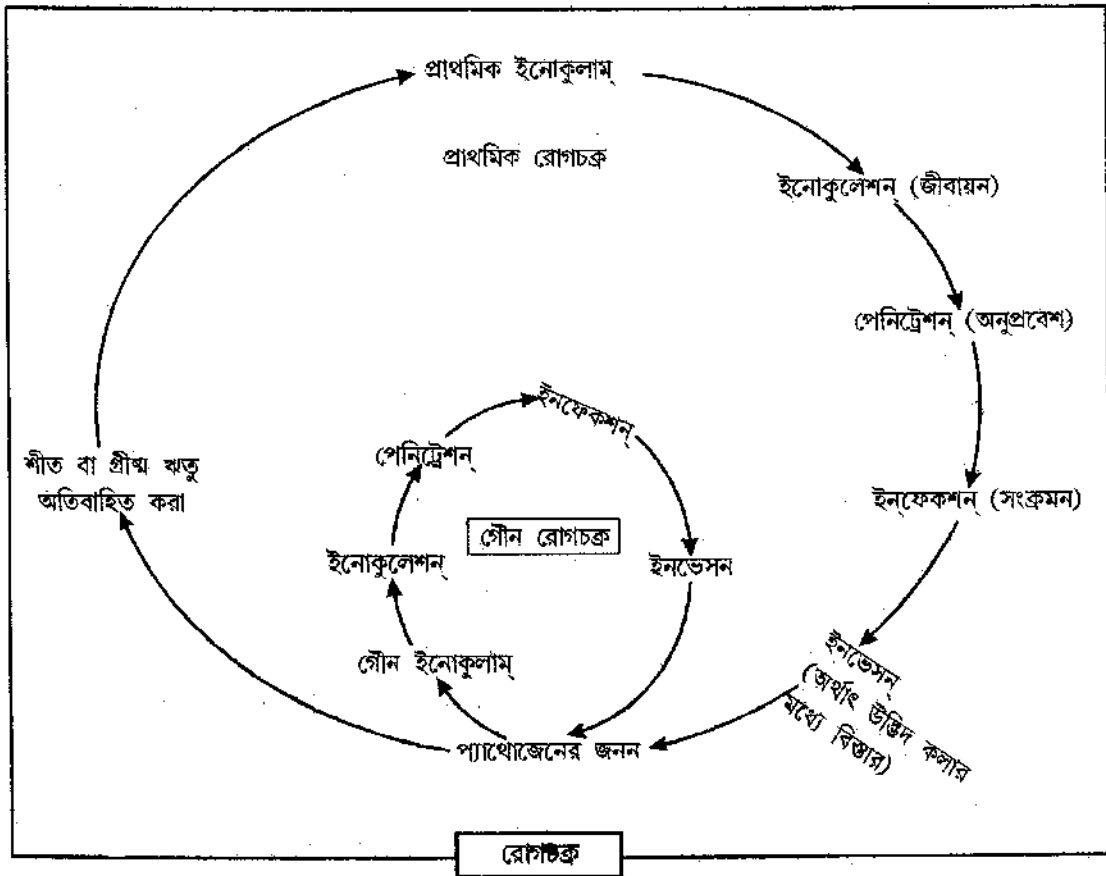 প্রাথমিক ইনোকুলাম্
প্রাথমিক রোগচক্র
ইনোকুলেশন্ (জীবায়ন)
পেনিট্রেশন্ (অনুপ্রবেশ)
ইন্‌ফেকশন্ (সংক্রমন)
ইনভেসন্
(অর্থাৎ উদ্ভিদ কলার
মধ্যে বিস্তার)
প্যাথোজেনের জনন
শীত বা গ্রীষ্ম ঋতু
অতিবাহিত করা
ইনফেকশন্
পেনিট্রেশন্
গৌন রোগচক্র
ইনভেসন
ইনোকুলেশন্
গৌন ইনোকুলাম্
রোগচক্র